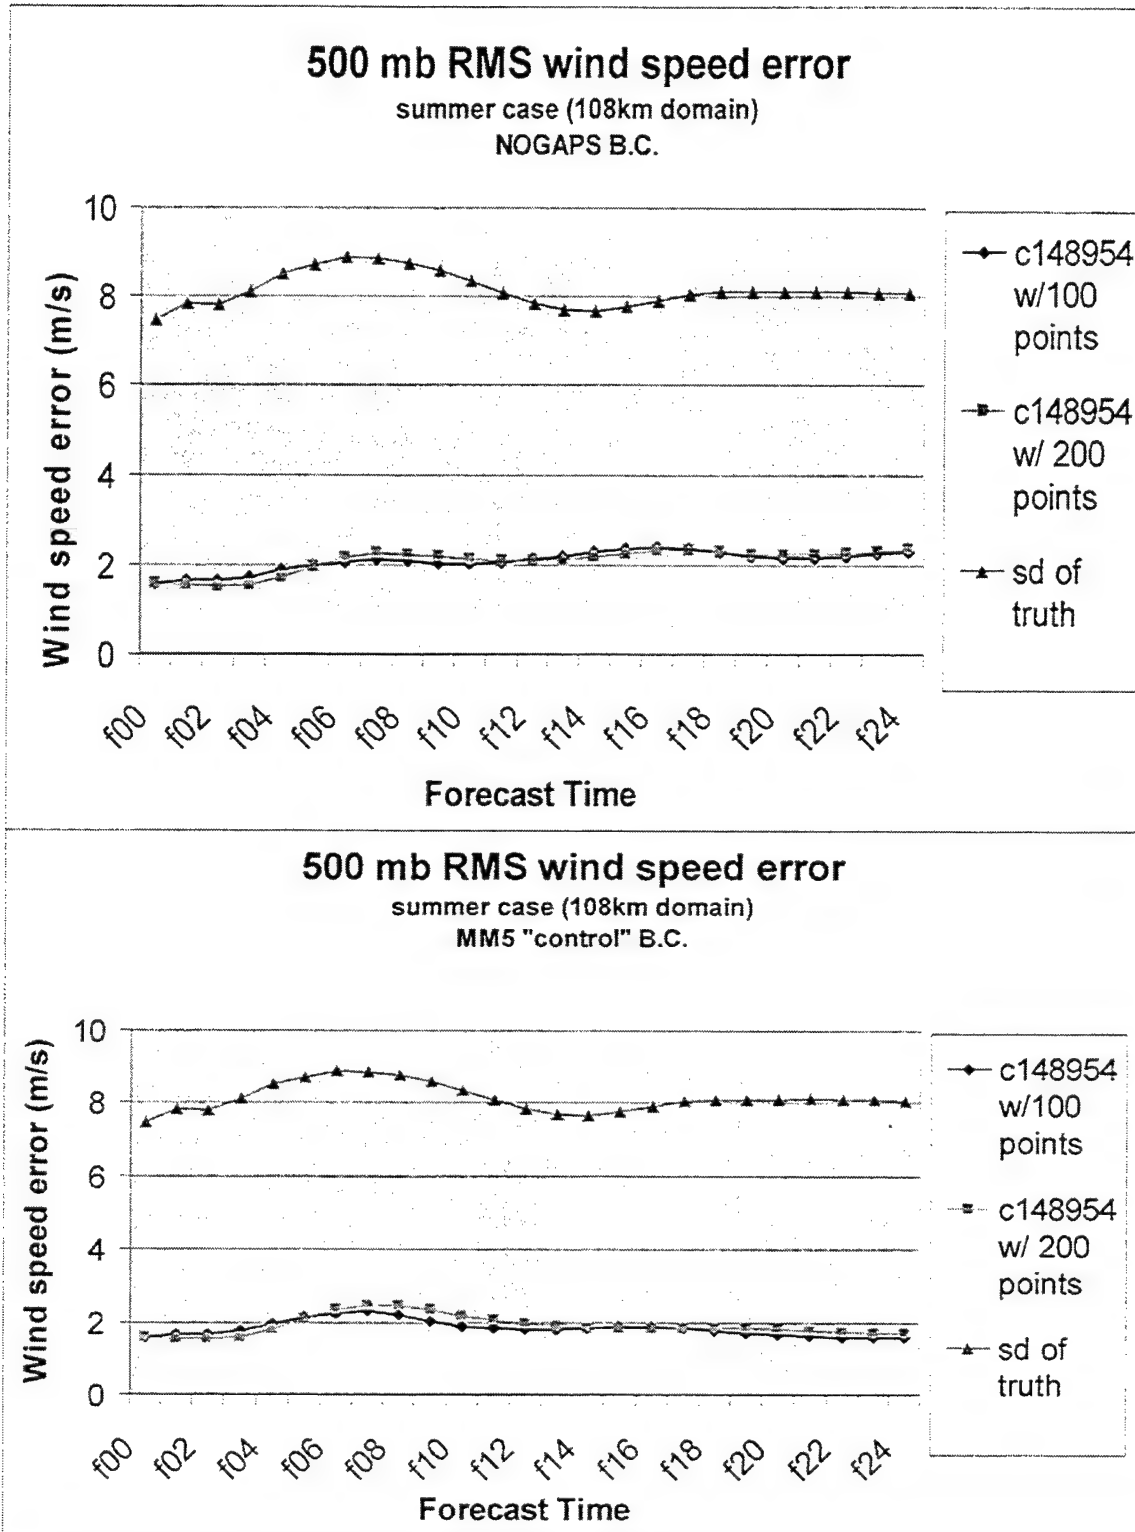 500 mb RMS wind speed error
summer case (108km domain)
NOGAPS B.C.
10
8
6
4
2
0
Wind speed error (m/s)
f00 f02 f04 f06 f08 f10 f12 f14 f16 f18 f20 f22 f24
Forecast Time
c148954
w/100
points
c148954
w/ 200
points
sd of
truth
500 mb RMS wind speed error
summer case (108km domain)
MM5 "control" B.C.
10
8
6
4
2
0
Wind speed error (m/s)
f00 f02 f04 f06 f08 f10 f12 f14 f16 f18 f20 f22 f24
Forecast Time
c148954
w/100
points
c148954
w/ 200
points
sd of
truth